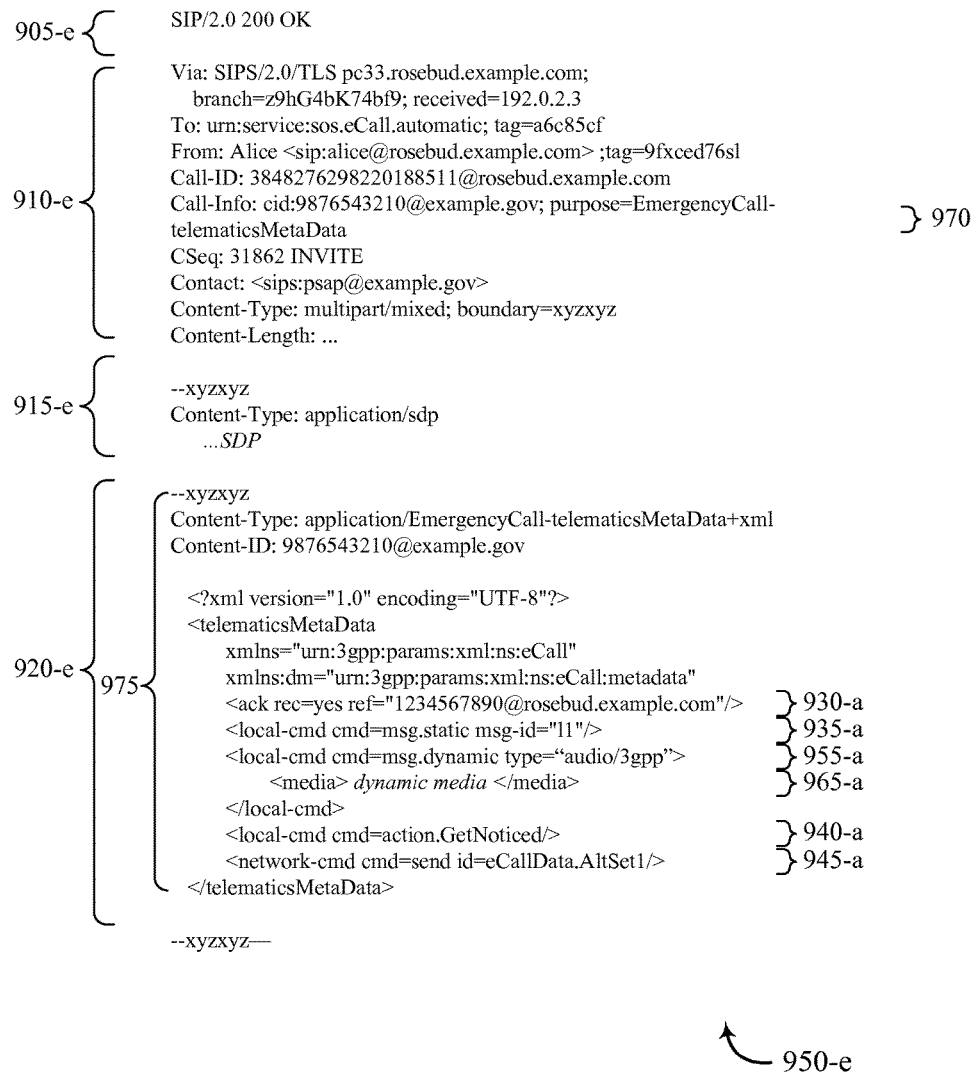 905-e
SIP/2.0 200 OK
Via: SIPS/2.0/TLS pc33.rosebud.example.com;
branch=z9hG4bK74bf9; received=192.0.2.3
To: urn:service:sos.eCall.automatic; tag=a6c85cf
From: Alice <sip:alice@rosebud.example.com> ;tag=9fxced76sl
Call-ID: 3848276298220188511@rosebud.example.com
910-e
Call-Info: cid:9876543210@example.gov; purpose=EmergencyCall-
telematicsMetaData
970
CSeq: 31862 INVITE
Contact: <sips:psap@example.gov>
Content-Type: multipart/mixed; boundary=xyzxyz
Content-Length: ...
915-e
--xyzxyz
Content-Type: application/sdp
...SDP
--xyzxyz
Content-Type: application/EmergencyCall-telematicsMetaData+xml
Content-ID: 9876543210@example.gov
<?xml version="1.0" encoding="UTF-8"?>
<telematicsMetaData
920-e
975
xmlns="urn:3gpp:params:xml:ns:eCall"
xmlns:dm="urn:3gpp:params:xml:ns:eCall:metadata"
<ack rec=yes ref="1234567890@rosebud.example.com"/> 930-a
<local-cmd cmd=msg.static msg-id="l1"/> 935-a
<local-cmd cmd=msg.dynamic type=“audio/3gpp”> 955-a
<media> dynamic media </media> 965-a
</local-cmd>
<local-cmd cmd=action.GetNoticed/> 940-a
<network-cmd cmd=send id=eCallData.AltSet1/> 945-a
</telematicsMetaData>
--xyzxyz—
950-e